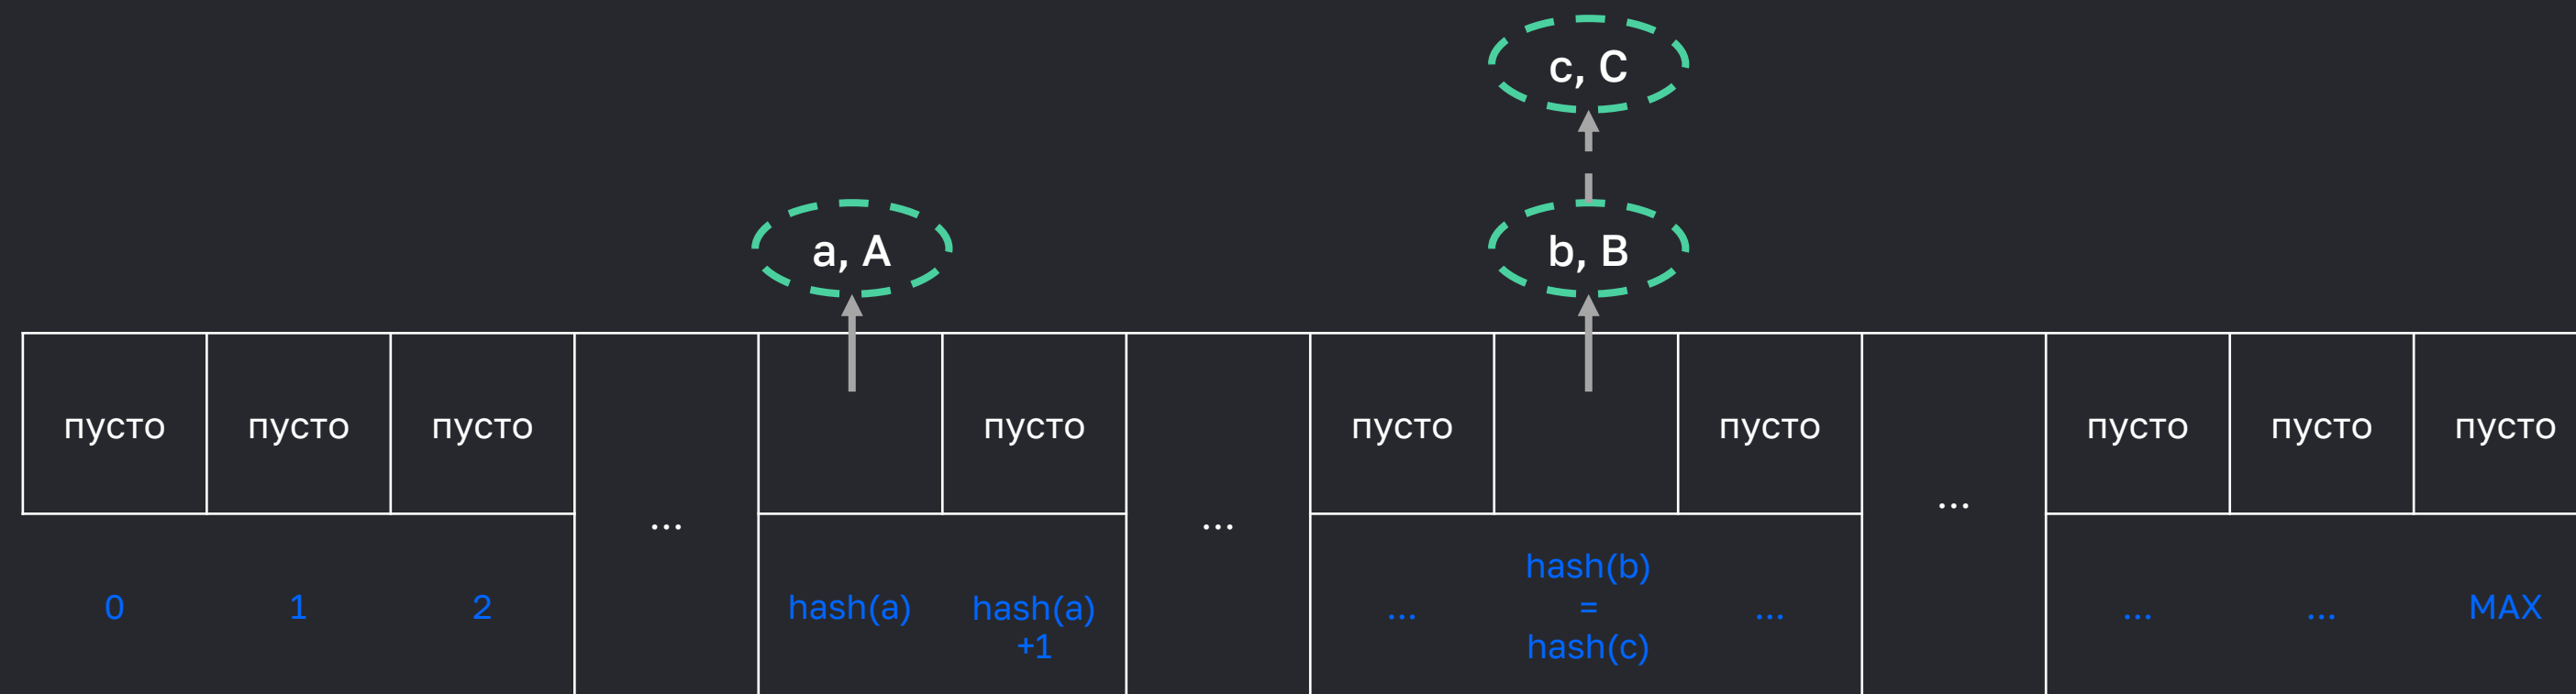 c, C
a, A
b, B
пусто
пусто
пусто
...
пусто
...
пусто
пусто
...
пусто
пусто
пусто
0
1
2
hash(a)
hash(a)
+1
...
hash(b)
=
hash(c)
...
...
...
MAX